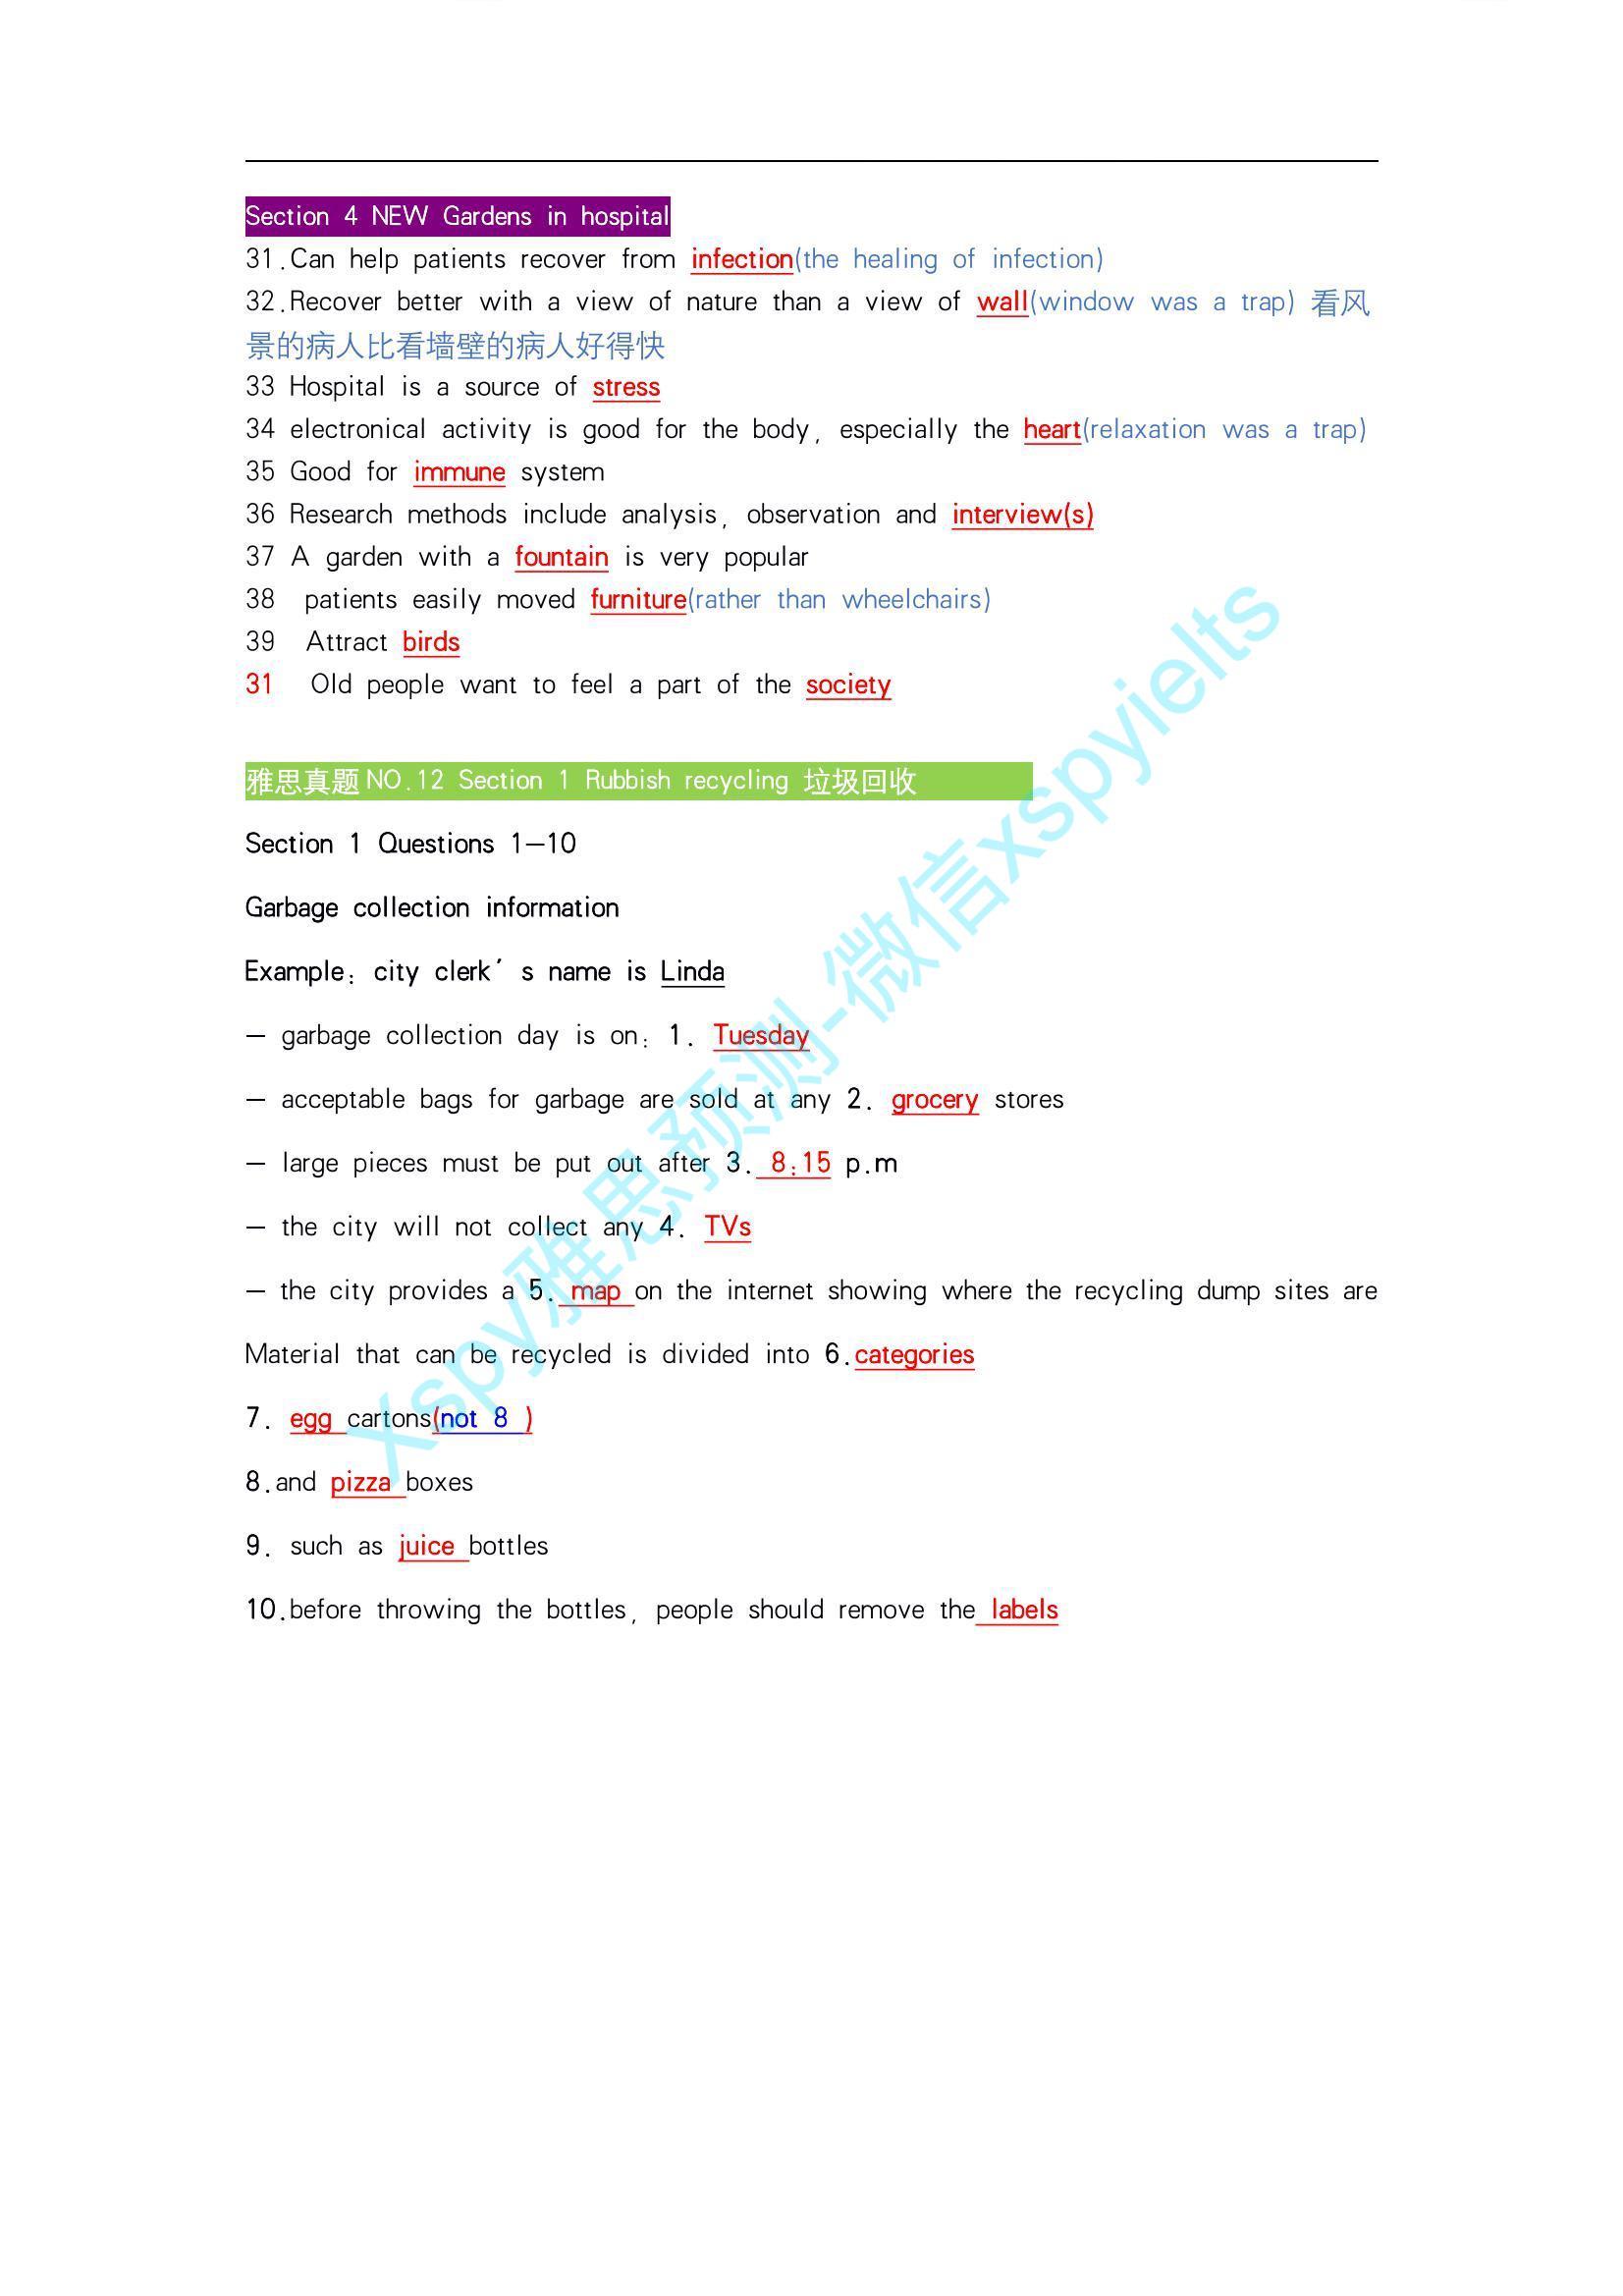 Section 4 NEW Gardens in hospital
31.Can help patients recover from infection(the healing of infection)
32.Recover better with a view of nature than a view of wall(window was a trap) 看风
景的病人比看墙壁的病人好得快
33 Hospital is a source of stress
34 electronical activity is good for the body, especially the heart(relaxation was a trap)
35 Good for immune system
36 Research methods include analysis, observation and interview(s)
37 A garden with a fountain is very popular
38 patients easily moved furniture(rather than wheelchairs)
39 Attract birds
31 Old people want to feel a part of the society
雅思真题 NO.12 Section 1 Rubbish recycling 垃圾回收
Section 1 Questions 1—10
Garbage collection information
Example: city clerk's name is Linda
— garbage collection day is on: 1. Tuesday
— acceptable bags for garbage are sold at any 2. grocery stores
— large pieces must be put out after 3. 8:15 p.m
— the city will not collect any 4. TVs
— the city provides a 5. map on the internet showing where the recycling dump sites are
Material that can be recycled is divided into 6.categories
7. egg cartons(not 8 )
8.and pizza boxes
9. such as juice bottles
10.before throwing the bottles, people should remove the labels
Xspy雅思预测-微信xspyielts